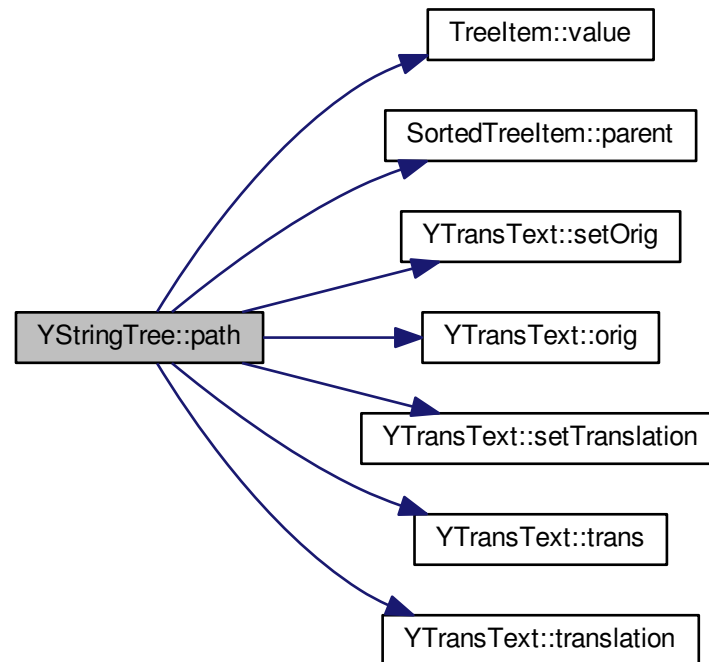 TreeItem::value
SortedTreeItem::parent
YTransText::setOrig
YStringTree::path
YTransText::orig
YTransText::setTranslation
YTransText::trans
YTransText::translation